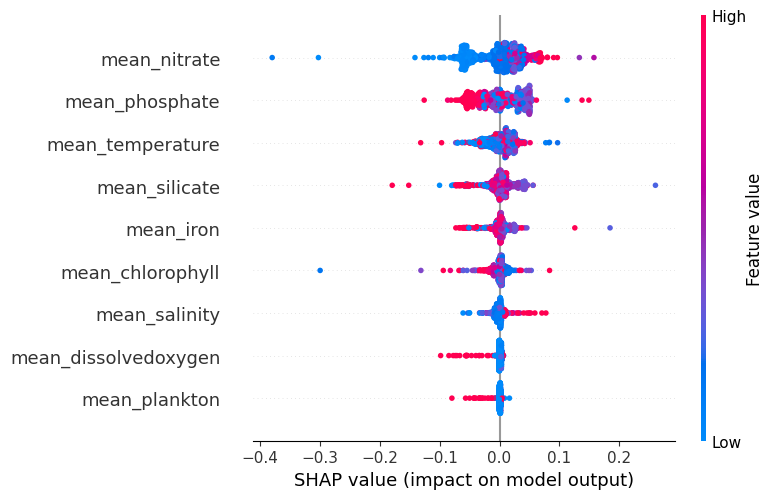 High
mean_nitrate
mean_phosphate
mean_temperature
mean_silicate
mean_iron
mean_chlorophyll
mean_salinity
mean_dissolvedoxygen
mean_plankton
Feature value
Low
−0.4 −0.3 −0.2 −0.1 0.0 0.1 0.2
SHAP value (impact on model output)